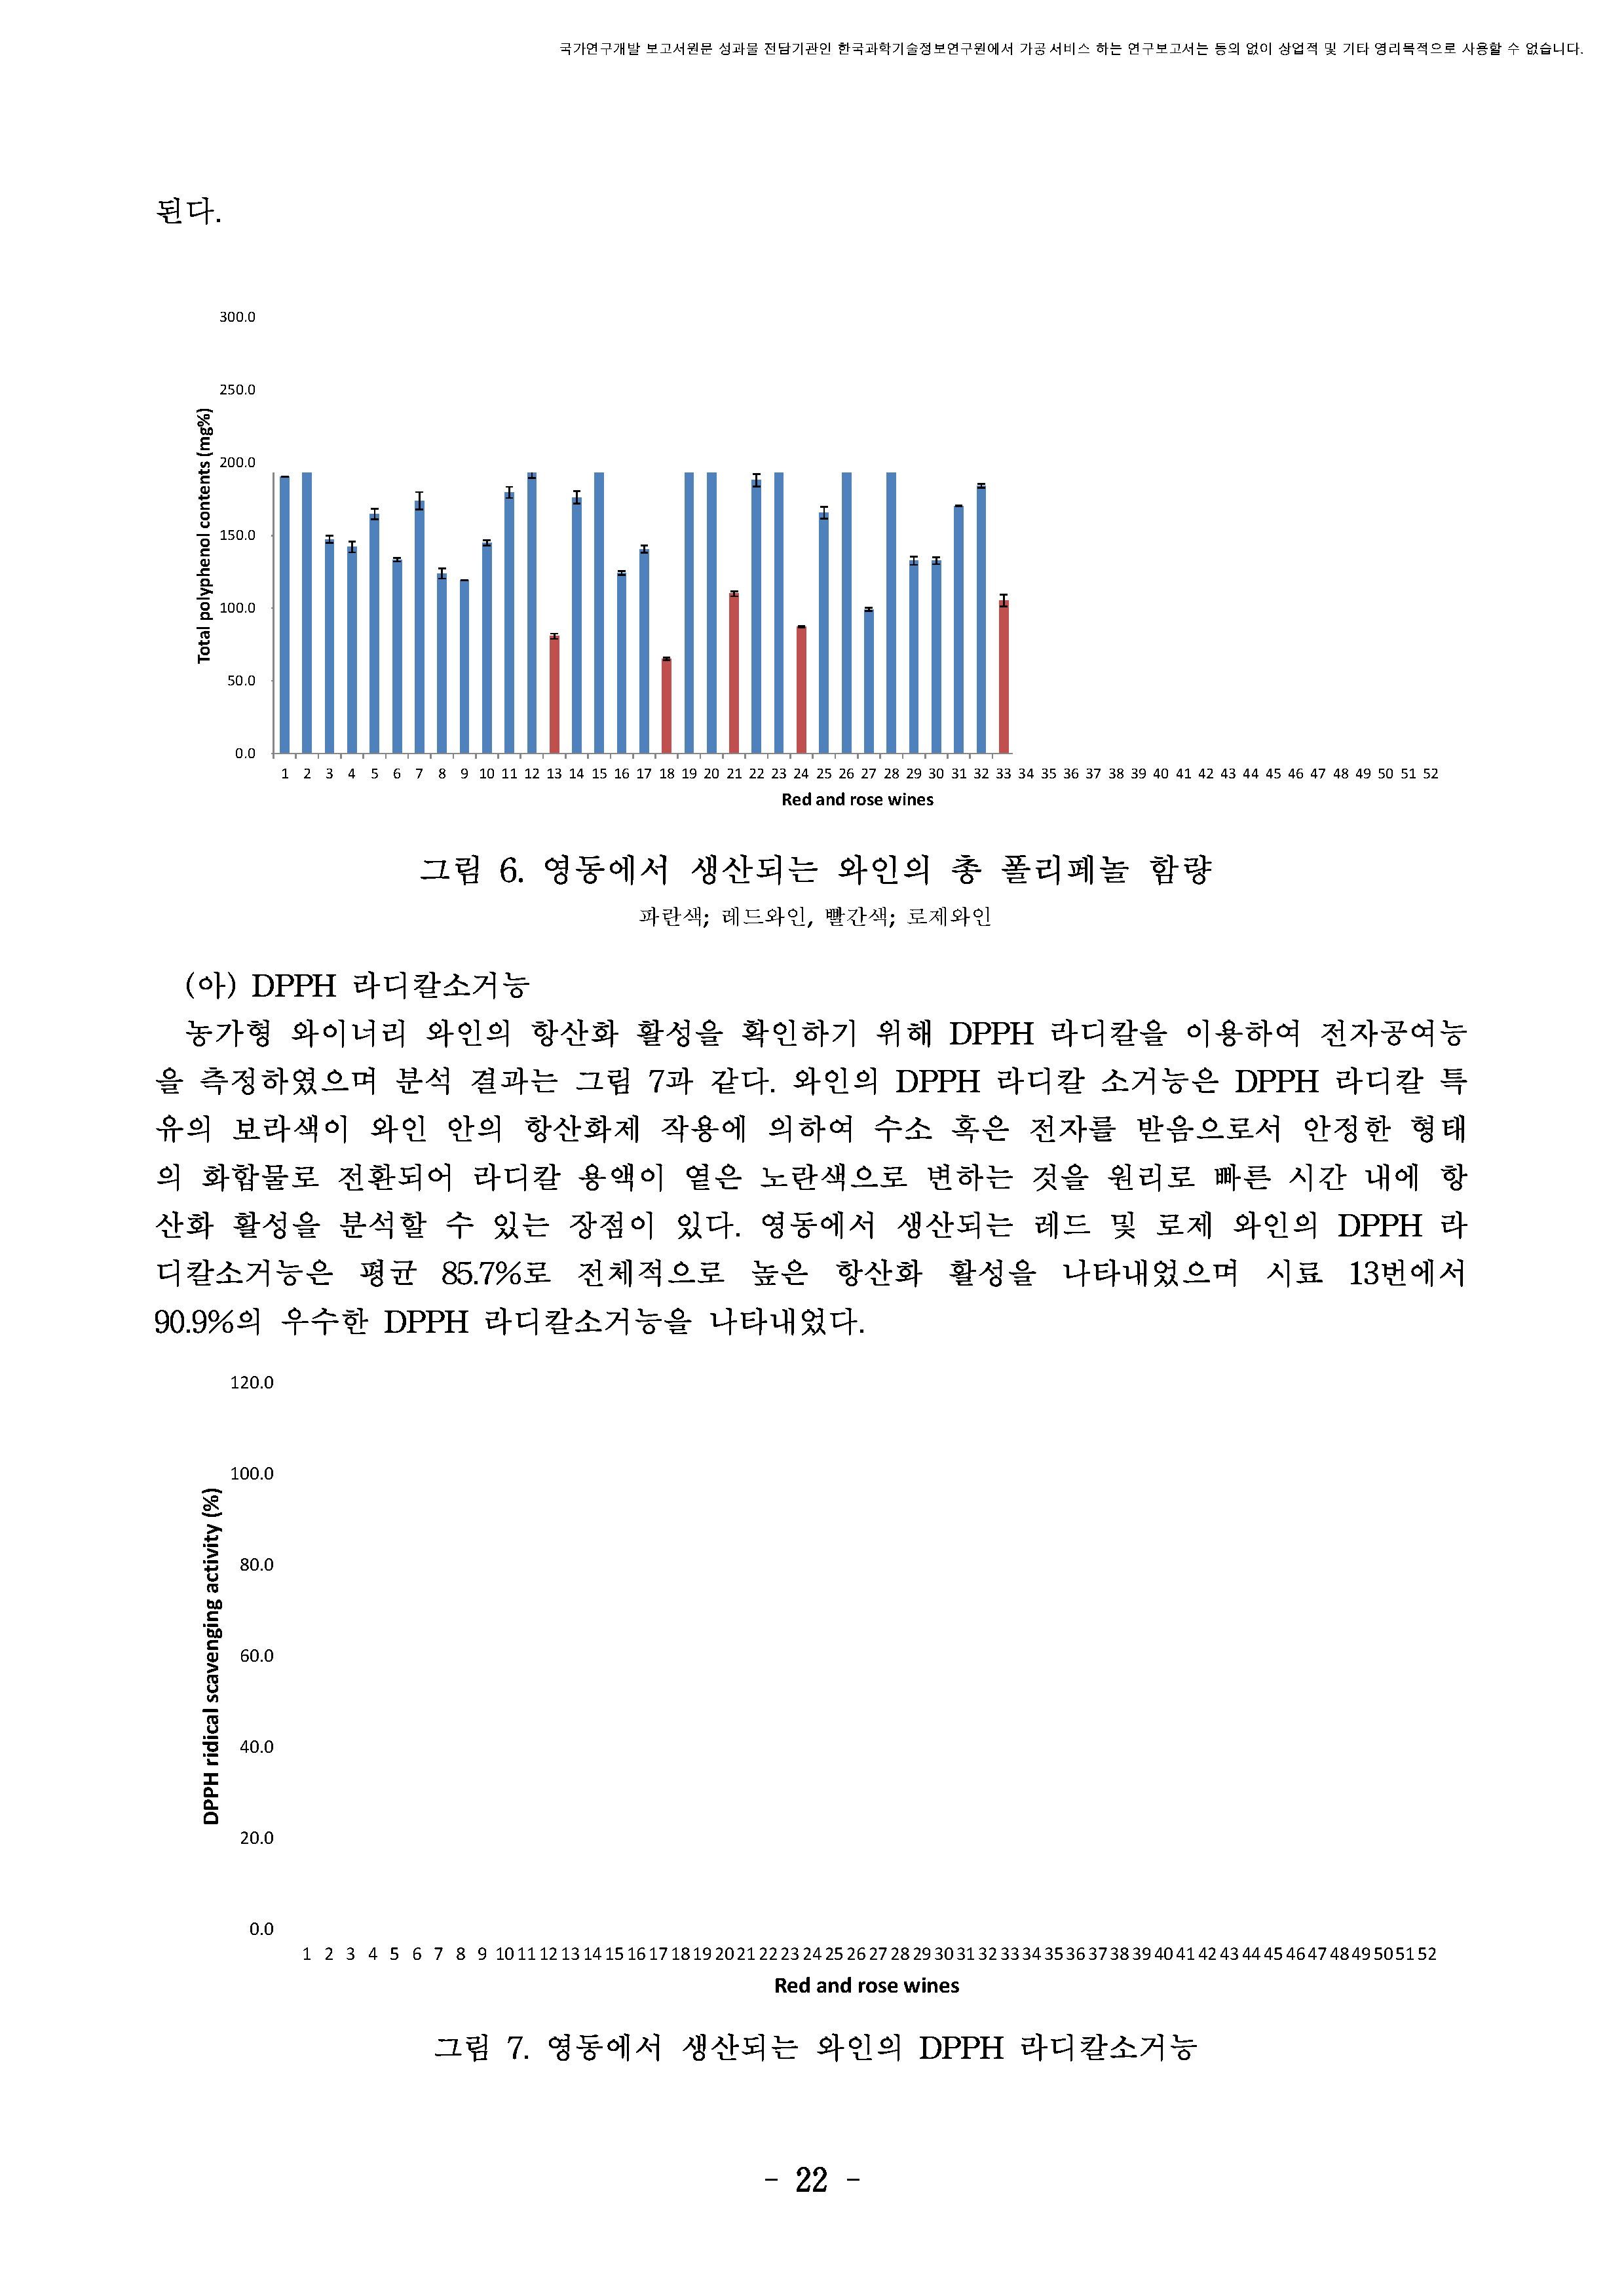 국가연구개발 보고서원문 성과물 전담기관인 한국과학기술정보연구원에서 가공·서비스 하는 연구보고서는 동의 없이 상업적 및 기타 영리목적으로 사용할 수 없습니다.
된다.
300.0
250.0
200.0
150.0
100.0
50.0
0.0
Total polyphenol contents (mg%)
1 2 3 4 5 6 7 8 9 10 11 12 13 14 15 16 17 18 19 20 21 22 23 24 25 26 27 28 29 30 31 32 33 34 35 36 37 38 39 40 41 42 43 44 45 46 47 48 49 50 51 52
Red and rose wines
그림 6. 영동에서 생산되는 와인의 총 폴리페놀 함량
파란색; 레드와인, 빨간색; 로제와인
(아) DPPH 라디칼소거능
농가형 와이너리 와인의 항산화 활성을 확인하기 위해 DPPH 라디칼을 이용하여 전자공여능
을 측정하였으며 분석 결과는 그림 7과 같다. 와인의 DPPH 라디칼 소거능은 DPPH 라디칼 특
유의 보라색이 와인 안의 항산화제 작용에 의하여 수소 혹은 전자를 받음으로서 안정한 형태
의 화합물로 전환되어 라디칼 용액이 옅은 노란색으로 변하는 것을 원리로 빠른 시간 내에 항
산화 활성을 분석할 수 있는 장점이 있다. 영동에서 생산되는 레드 및 로제 와인의 DPPH 라
디칼소거능은 평균 85.7%로 전체적으로 높은 항산화 활성을 나타내었으며 시료 13번에서
90.9%의 우수한 DPPH 라디칼소거능을 나타내었다.
120.0
100.0
80.0
60.0
40.0
20.0
0.0
DPPH ridical scavenging activity (%)
1 2 3 4 5 6 7 8 9 10 11 12 13 14 15 16 17 18 19 20 21 22 23 24 25 26 27 28 29 30 31 32 33 34 35 36 37 38 39 40 41 42 43 44 45 46 47 48 49 50 51 52
Red and rose wines
그림 7. 영동에서 생산되는 와인의 DPPH 라디칼소거능
- 22 -